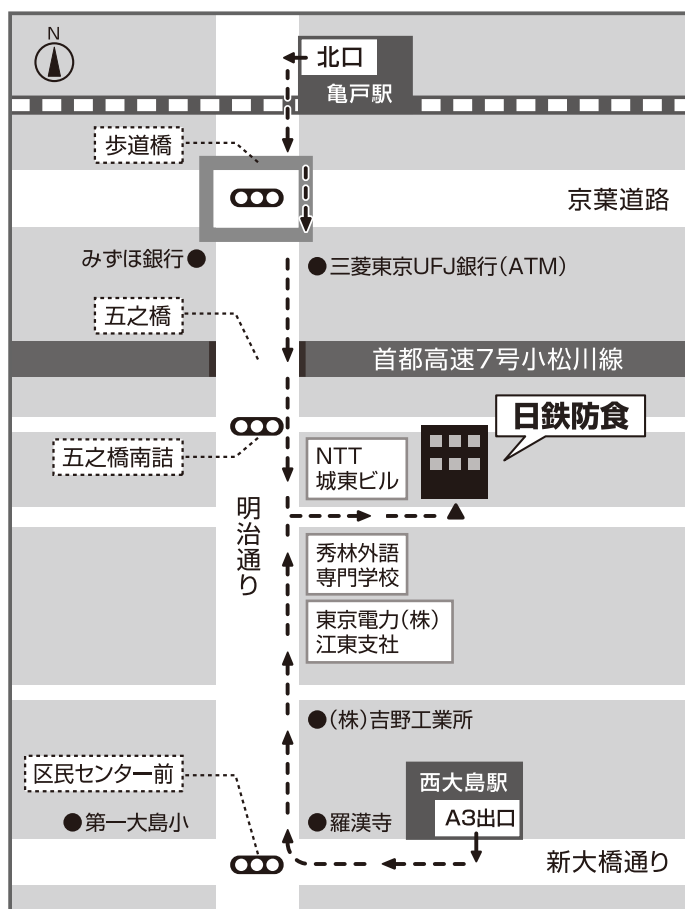 N
北口
亀戸駅
歩道橋
京葉道路
みずほ銀行●
●三菱東京UFJ銀行(ATM)
五之橋
首都高速7号小松川線
日鉄防食
五之橋南詰
NTT
城東ビル
明治通り
秀林外語
専門学校
東京電力(株)
江東支社
●(株)吉野工業所
区民センター前
西大島駅
A3出口
●第一大島小
●羅漢寺
新大橋通り